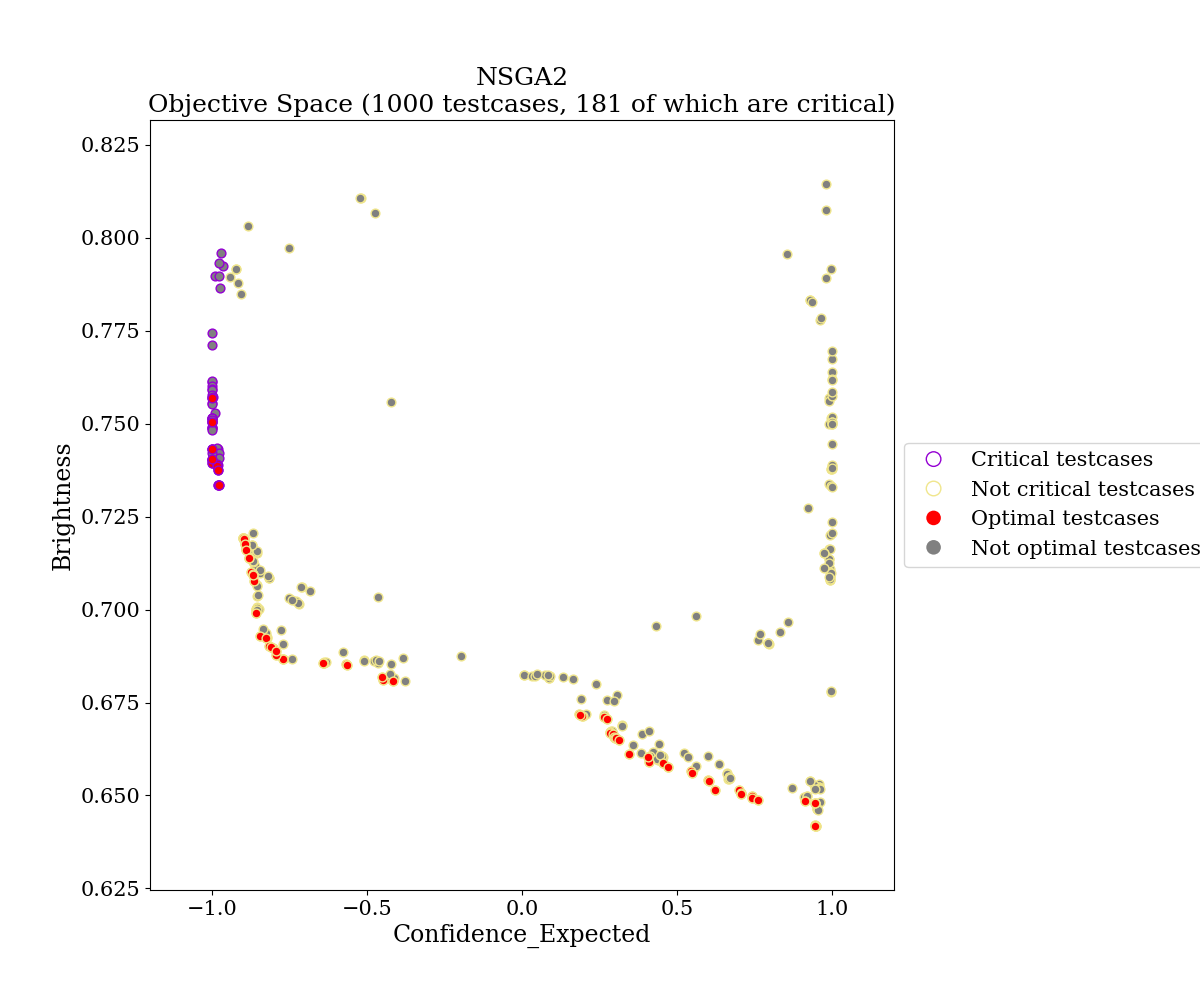 NSGA2
Objective Space (1000 testcases, 181 of which are critical)
0.825
0.800
0.775
0.750
0.725
0.700
0.675
0.650
0.625
Brightness
−1.0
−0.5
0.0
0.5
1.0
Confidence_Expected
Critical testcases
Not critical testcases
Optimal testcases
Not optimal testcases